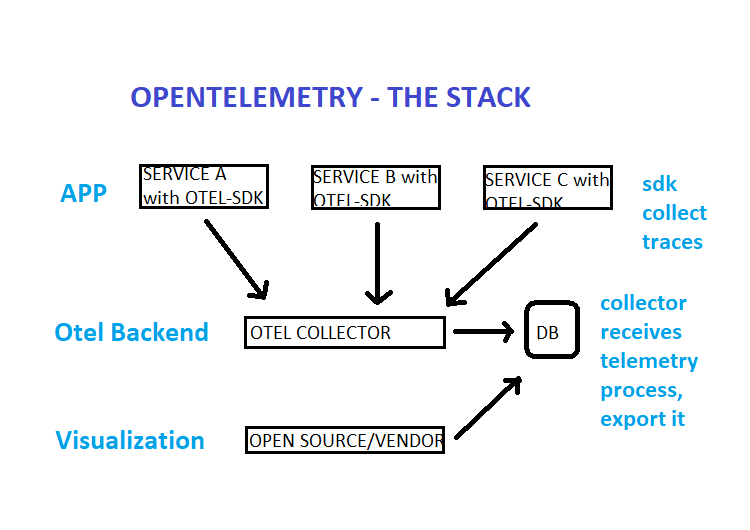 OPENTELEMETRY - THE STACK
APP
SERVICE A
with OTEL-SDK
SERVICE B with
OTEL-SDK
SERVICE C with
OTEL-SDK
sdk
collect
traces
Otel Backend
OTEL COLLECTOR
DB
collector
receives
telemetry
process,
export it
Visualization
OPEN SOURCE/VENDOR